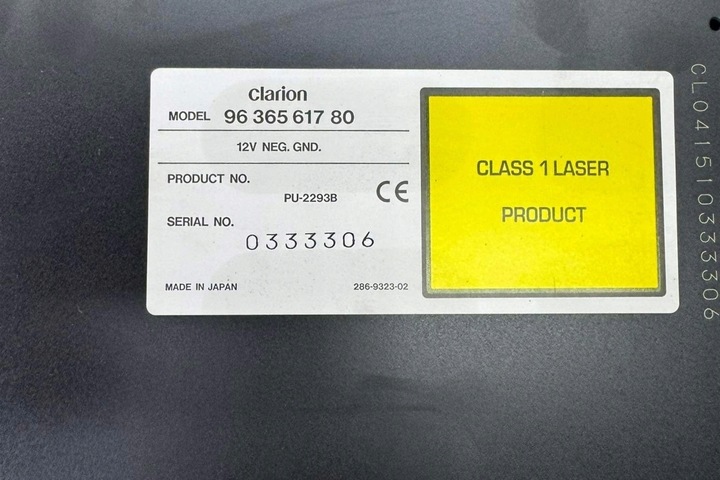 Clarion
MODEL 96 365 617 80
12V NEG. GND.
PRODUCT NO.
PU-2293B
CE
SERIAL NO.
0333306
MADE IN JAPAN
286-9323-02
CLASS 1 LASER
PRODUCT
CL041510333306